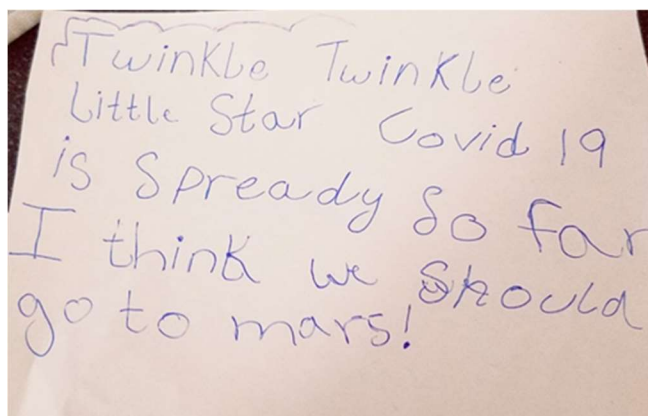 Twinkle Twinkle
little Star Covid 19
is Spready So far
I think we should
go to mars!